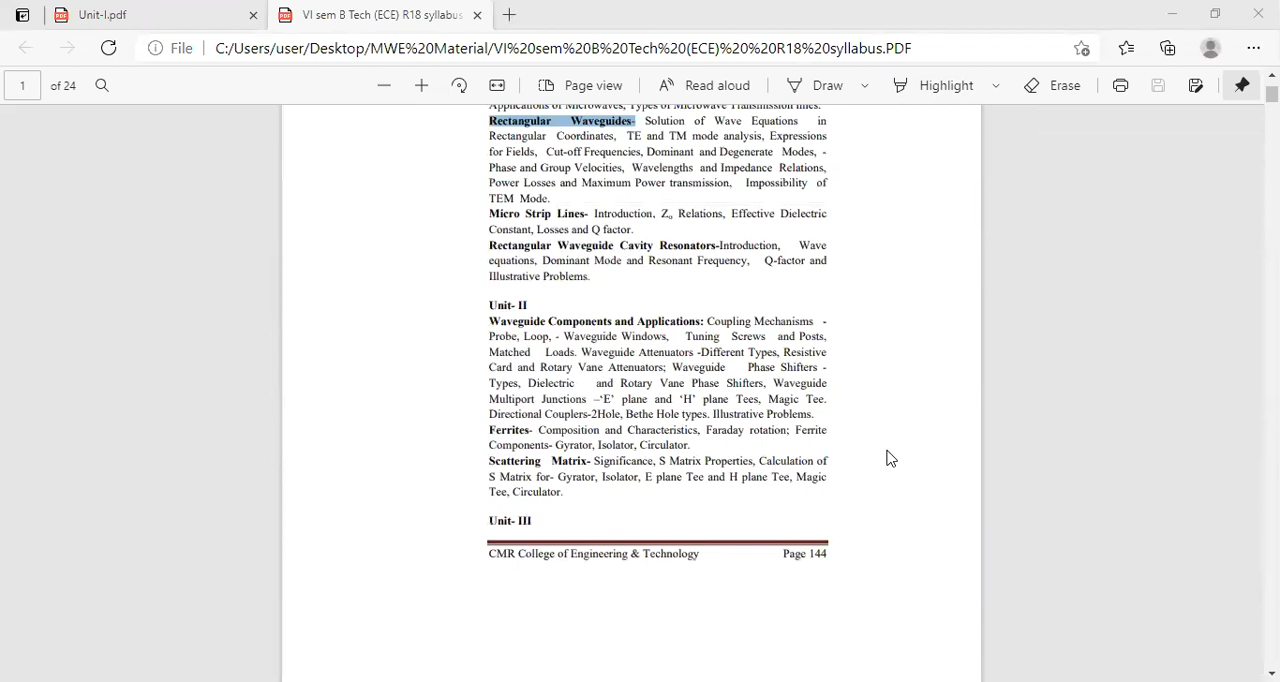 Unit-I.pdf
VI sem B Tech (ECE) R18 syllabus
File
C:/Users/user/Desktop/MWE%20Material/VI%20sem%20B%20Tech%20(ECE)%20%20R18%20syllabus.PDF
1 of 24
Page view
Read aloud
Draw
Highlight
Erase
Applications of Microwaves, Types of Microwave Transmission lines.
Rectangular Waveguides- Solution of Wave Equations in
Rectangular Coordinates, TE and TM mode analysis, Expressions
for Fields, Cut-off Frequencies, Dominant and Degenerate Modes, -
Phase and Group Velocities, Wavelengths and Impedance Relations,
Power Losses and Maximum Power transmission, Impossibility of
TEM Mode.
Micro Strip Lines- Introduction, Zo Relations, Effective Dielectric
Constant, Losses and Q factor.
Rectangular Waveguide Cavity Resonators-Introduction, Wave
equations, Dominant Mode and Resonant Frequency, Q-factor and
Illustrative Problems.
Unit- II
Waveguide Components and Applications: Coupling Mechanisms -
Probe, Loop, - Waveguide Windows, Tuning Screws and Posts,
Matched Loads. Waveguide Attenuators -Different Types, Resistive
Card and Rotary Vane Attenuators; Waveguide Phase Shifters -
Types, Dielectric and Rotary Vane Phase Shifters, Waveguide
Multiport Junctions –‘E’ plane and ‘H’ plane Tees, Magic Tee.
Directional Couplers-2Hole, Bethe Hole types. Illustrative Problems.
Ferrites- Composition and Characteristics, Faraday rotation; Ferrite
Components- Gyrator, Isolator, Circulator.
Scattering Matrix- Significance, S Matrix Properties, Calculation of
S Matrix for- Gyrator, Isolator, E plane Tee and H plane Tee, Magic
Tee, Circulator.
Unit- III
CMR College of Engineering & Technology Page 144